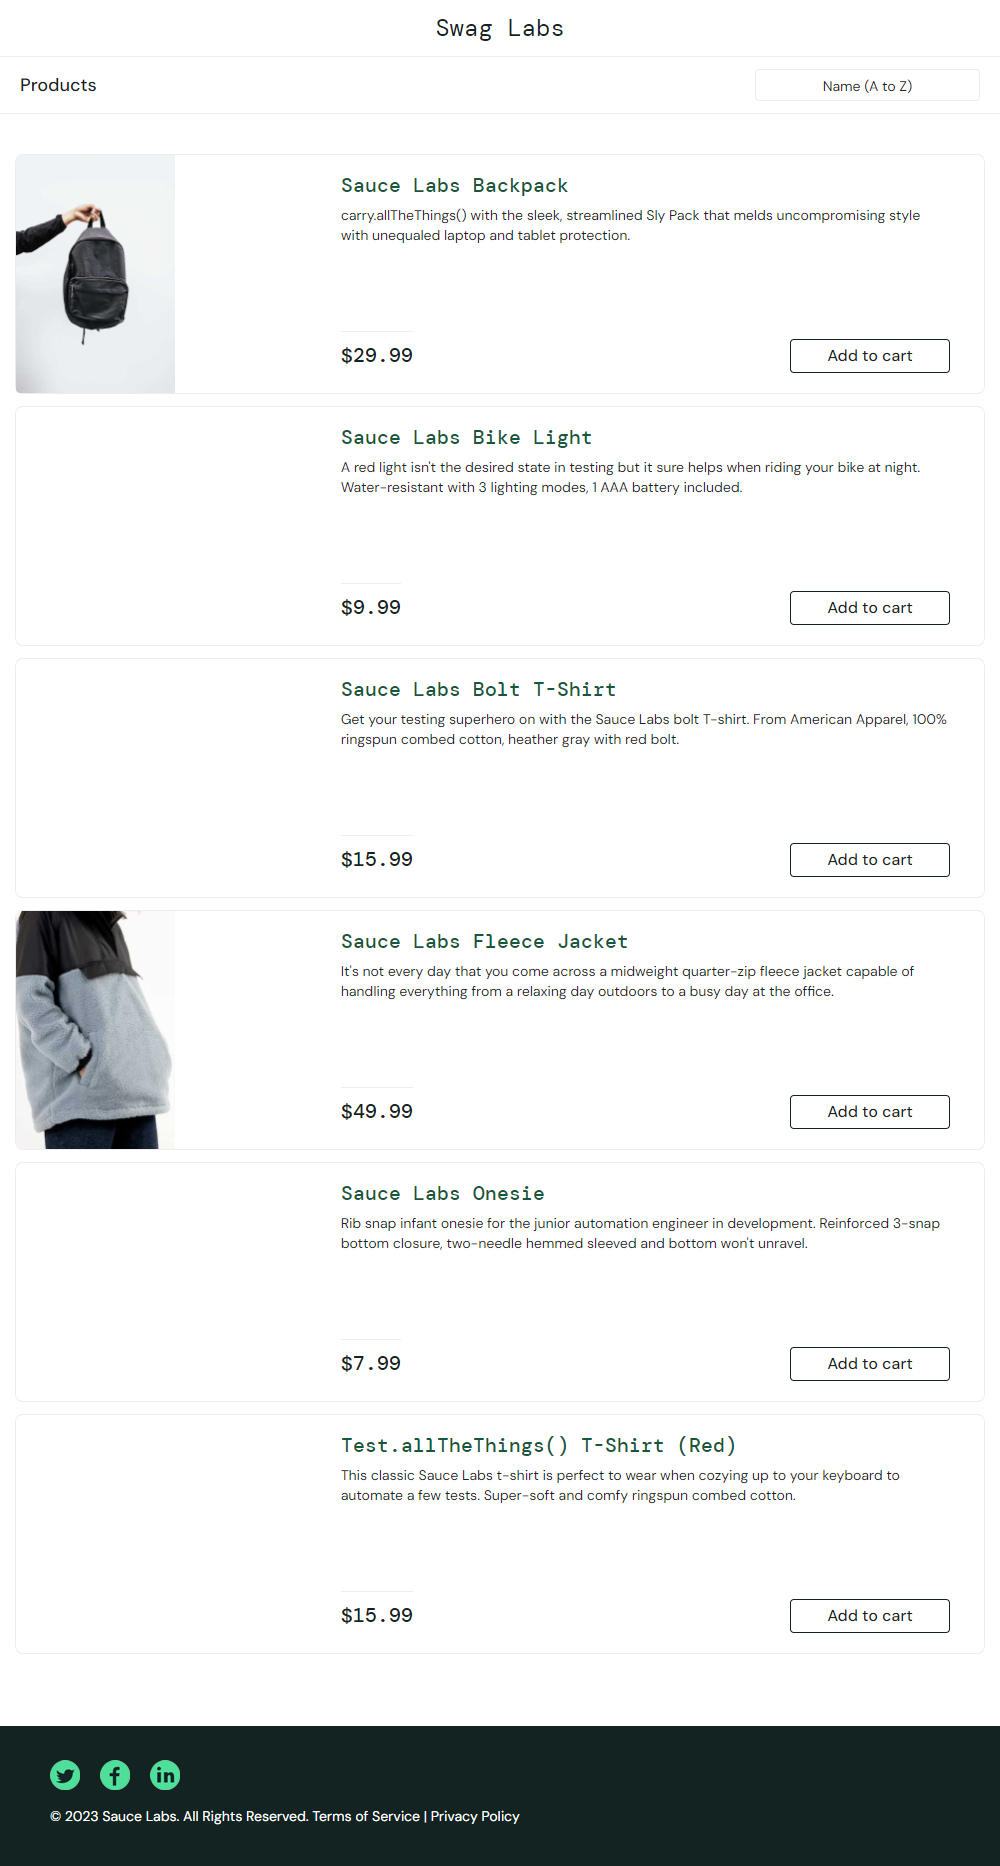 Swag Labs
Products
Name (A to Z)
Sauce Labs Backpack
carry.allTheThings() with the sleek, streamlined Sly Pack that melds uncompromising style
with unequaled laptop and tablet protection.
$29.99
Add to cart
Sauce Labs Bike Light
A red light isn't the desired state in testing but it sure helps when riding your bike at night.
Water-resistant with 3 lighting modes, 1 AAA battery included.
$9.99
Add to cart
Sauce Labs Bolt T-Shirt
Get your testing superhero on with the Sauce Labs bolt T-shirt. From American Apparel, 100%
ringspun combed cotton, heather gray with red bolt.
$15.99
Add to cart
Sauce Labs Fleece Jacket
It's not every day that you come across a midweight quarter-zip fleece jacket capable of
handling everything from a relaxing day outdoors to a busy day at the office.
$49.99
Add to cart
Sauce Labs Onesie
Rib snap infant onesie for the junior automation engineer in development. Reinforced 3-snap
bottom closure, two-needle hemmed sleeved and bottom won't unravel.
$7.99
Add to cart
Test.allTheThings() T-Shirt (Red)
This classic Sauce Labs t-shirt is perfect to wear when cozying up to your keyboard to
automate a few tests. Super-soft and comfy ringspun combed cotton.
$15.99
Add to cart
© 2023 Sauce Labs. All Rights Reserved. Terms of Service | Privacy Policy